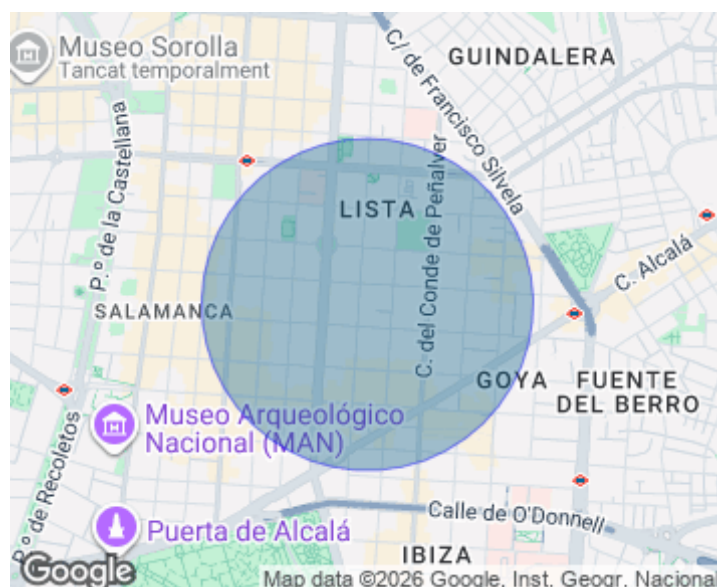 Museo Sorolla
Tancat temporalment
GUINDALERA
C/ de Francisco Silvela
P.º de la Castellana
LISTA
C. del Conde de Peñalver
C. Alcalá
SALAMANCA
GOYA
FUENTE
DEL BERRO
Museo Arqueológico
Nacional (MAN)
P.º de Recoletos
Puerta de Alcalá
Calle de O'Donnell
IBIZA
Google
Map data ©2026 Google, Inst. Geogr. Nacional